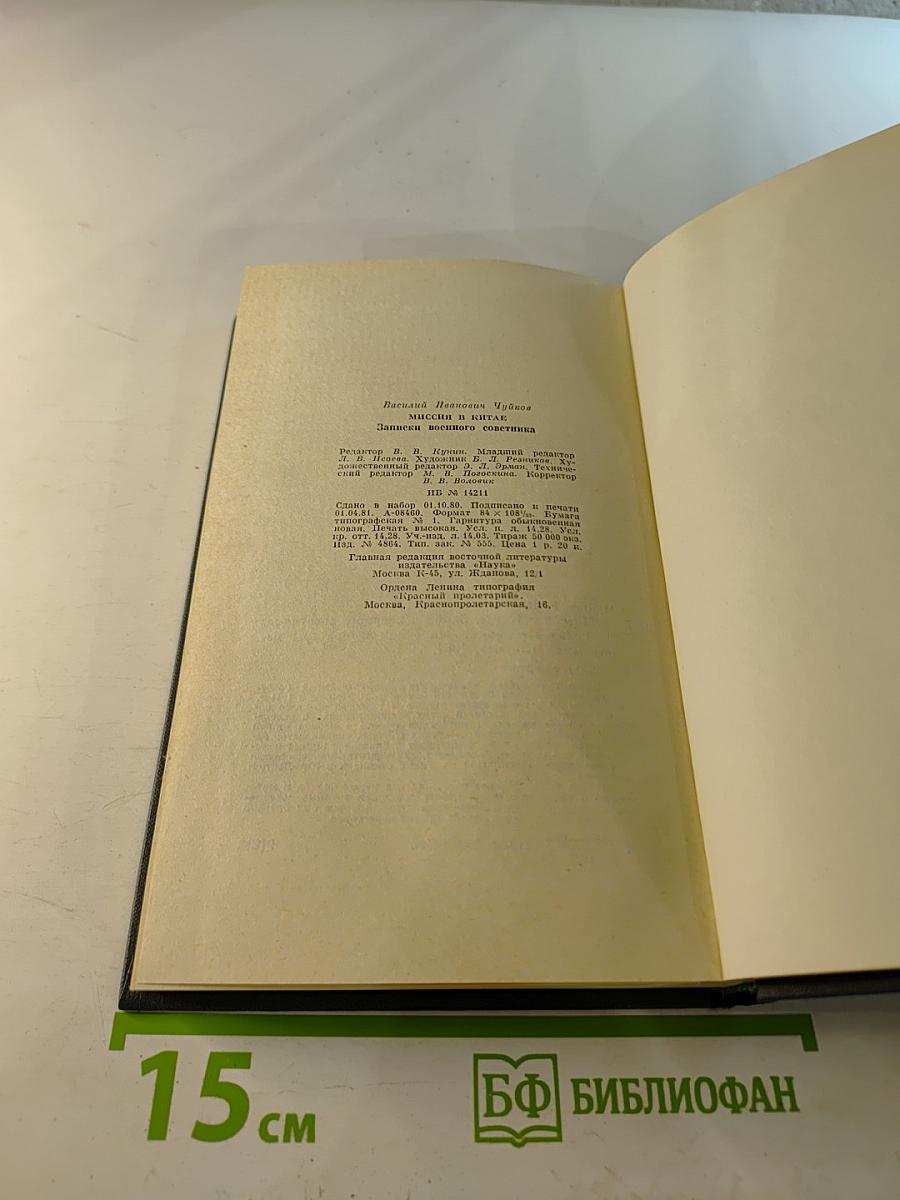 Василий Иванович Чуйков
МИССИЯ В КИТАЕ
Записки военного советника
Редактор В. В. Кунин. Младший редактор
Л. В. Исаева. Художник Б. Л. Резников. Ху-
дожественный редактор Э. Л. Эрман. Техниче-
ский редактор М. В. Погоскина. Корректор
В. В. Воловик
ИБ № 14211
Сдано в набор 01.10.80. Подписано к печати
01.04.81. А-08460. Формат 84 × 108¹/₃₂. Бумага
типографская № 1. Гарнитура обыкновенная
новая. Печать высокая. Усл. п. л. 14,28. Усл.
кр. отт. 14,28. Уч.-изд. л. 14,03. Тираж 50 000 экз.
Изд. № 4864. Тип. зак. № 555. Цена 1 р. 20 к.
Главная редакция восточной литературы
издательства «Наука»
Москва К-45, ул. Жданова, 12/1
Ордена Ленина типография
«Красный пролетарий».
Москва, Краснопролетарская, 16.
15 см
БФ БИБЛИОФАН